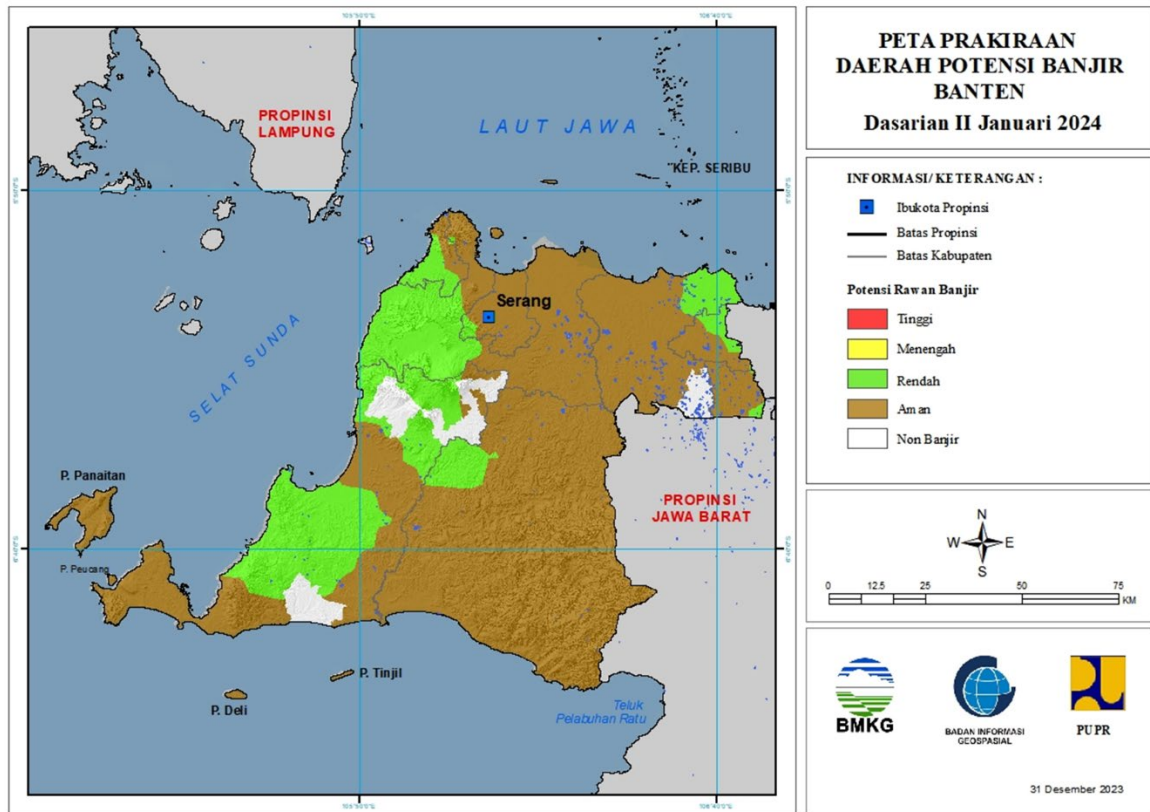 PROPINSI
LAMPUNG
LAUT JAWA
KEP. SERIBU
Serang
SELAT SUNDA
P. Panaitan
P. Peucang
PROPINSI
JAWA BARAT
P. Tinjil
P. Deli
Teluk
Pelabuhan Ratu
PETA PRAKIRAAN
DAERAH POTENSI BANJIR
BANTEN
Dasarian II Januari 2024
INFORMASI/ KETERANGAN :
Ibukota Propinsi
Batas Propinsi
Batas Kabupaten
Potensi Rawan Banjir
Tinggi
Menengah
Rendah
Aman
Non Banjir
N
W E
S
0 12.5 25 50 75
KM
BMKG
BADAN INFORMASI
GEOSPASIAL
PUPR
31 Desember 2023